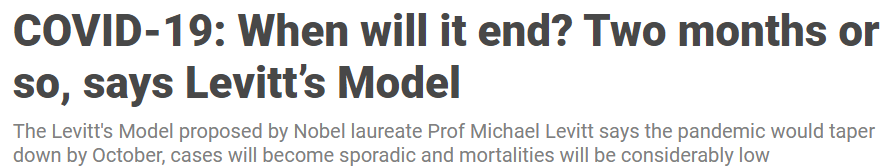 COVID-19: When will it end? Two months or
so, says Levitt’s Model
The Levitt's Model proposed by Nobel laureate Prof Michael Levitt says the pandemic would taper
down by October, cases will become sporadic and mortalities will be considerably low